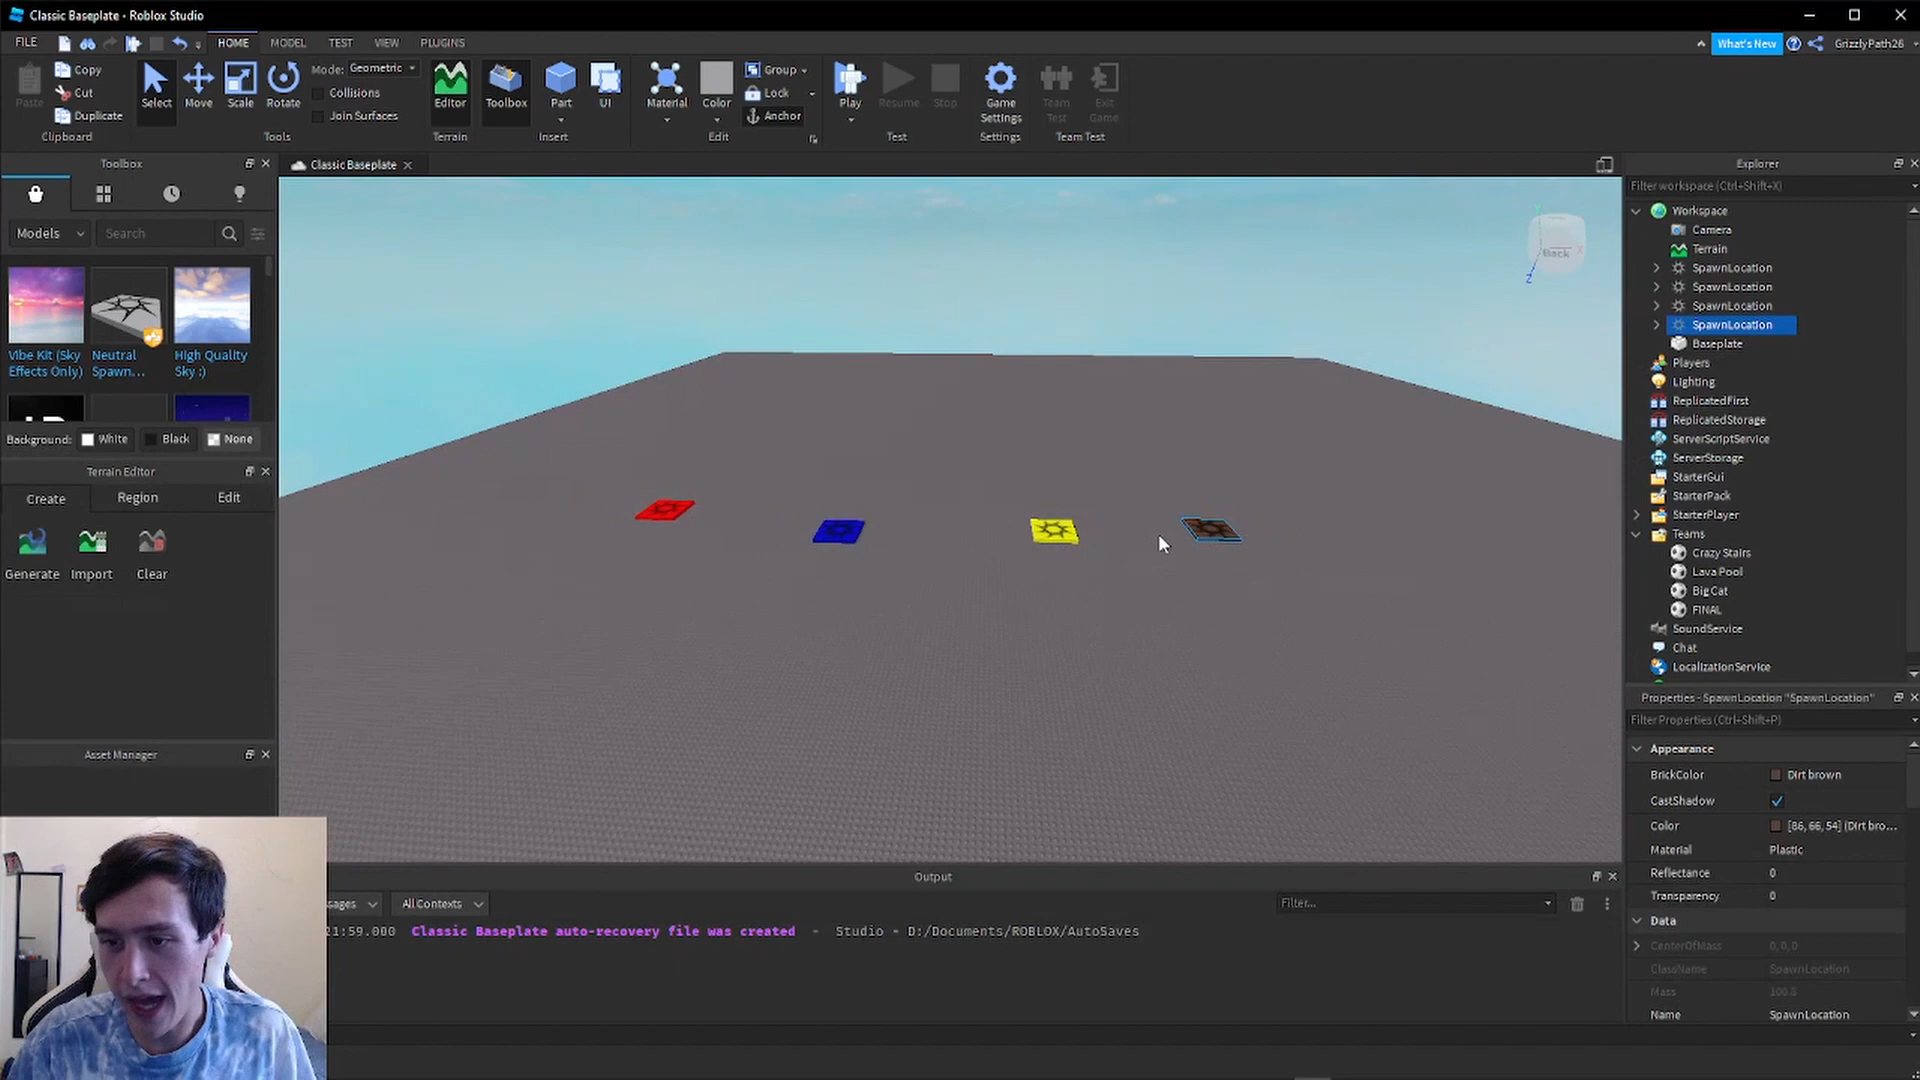 Classic Baseplate - Roblox Studio
FILE HOME MODEL TEST VIEW PLUGINS What's New GrizzlyPath26
Paste Copy Cut Duplicate Clipboard
Select Move Scale Rotate Mode: Geometric Collisions Join Surfaces Tools
Editor Terrain
Toolbox Part UI Insert
Material Color Group Lock Anchor Edit
Play Resume Stop Test
Game Settings Settings
Team Test Exit Game Team Test
Toolbox
Models Search
Vibe Kit (Sky Effects Only)
Neutral Spawn...
High Quality Sky :)
Background: White Black None
Terrain Editor
Create Region Edit
Generate Import Clear
Asset Manager
Classic Baseplate
Back
X
Z
Output
sages All Contexts Filter...
21:59.000 Classic Baseplate auto-recovery file was created - Studio - D:/Documents/ROBLOX/AutoSaves
Explorer
Filter workspace (Ctrl+Shift+X)
Workspace
Camera
Terrain
SpawnLocation
SpawnLocation
SpawnLocation
SpawnLocation
Baseplate
Players
Lighting
ReplicatedFirst
ReplicatedStorage
ServerScriptService
ServerStorage
StarterGui
StarterPack
StarterPlayer
Teams
Crazy Stairs
Lava Pool
Big Cat
FINAL
SoundService
Chat
LocalizationService
Properties - SpawnLocation "SpawnLocation"
Filter Properties (Ctrl+Shift+P)
Appearance
BrickColor Dirt brown
CastShadow
Color [86, 66, 54] (Dirt bro...
Material Plastic
Reflectance 0
Transparency 0
Data
CenterOfMass 0, 0, 0
ClassName SpawnLocation
Mass 100.8
Name SpawnLocation